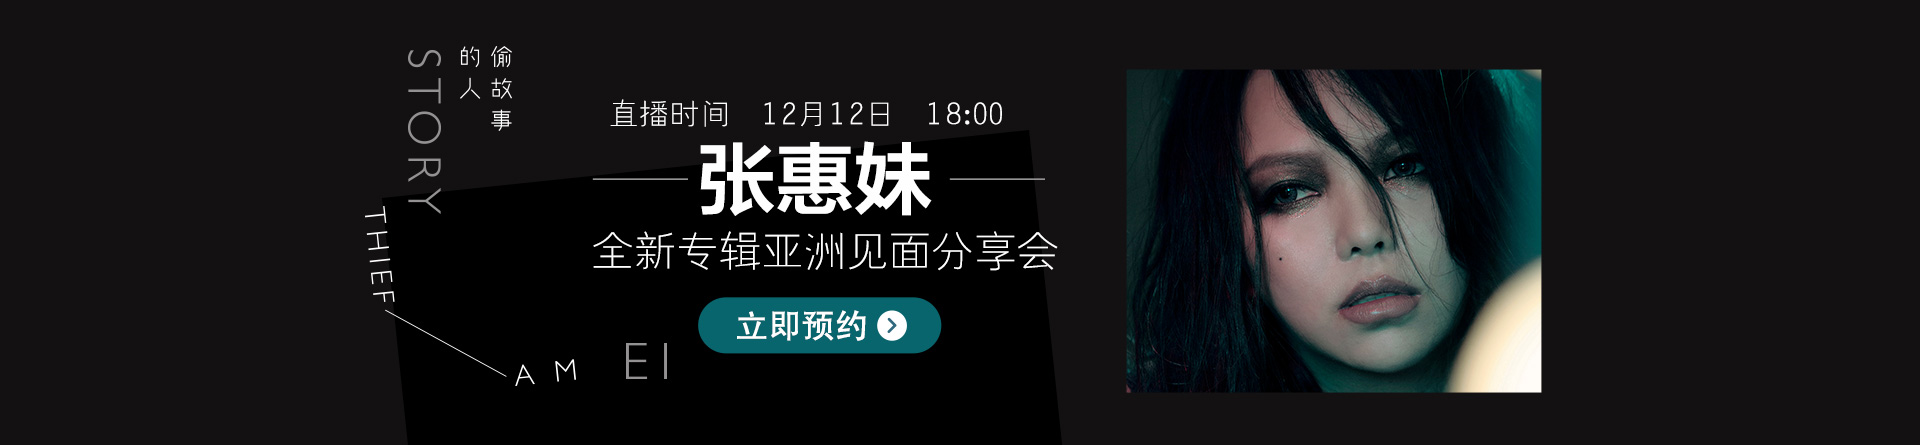 偷故事
的人
STORY
THIEF
AM EI
直播时间 12月12日 18:00
张惠妹
全新专辑亚洲见面分享会
立即预约